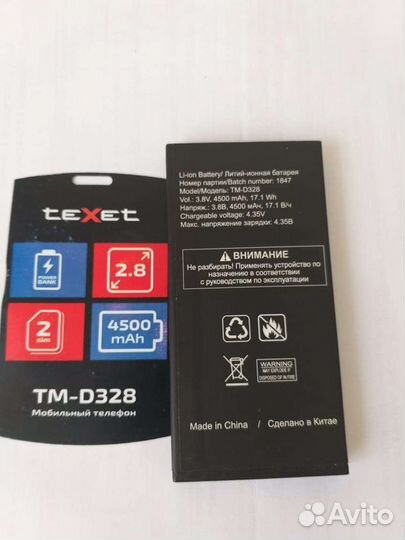 teXet
POWER
BANK
2.8
2
sim
4500
mAh
TM-D328
Мобильный телефон
Li-Ion Battery/ Литий-ионная батарея
Номер партии/Batch number: 1847
Model/Модель: TM-D328
Vol.: 3.8V, 4500 mAh, 17.1 Wh
Напряж.: 3.8В, 4500 мАч, 17.1 В/ч
Chargeable voltage: 4.35V
Макс. напряжение зарядки: 4.35В
ВНИМАНИЕ
Не разбирать! Применять устройство по
назначению в соответствии
с руководством по эксплуатации!
WARNING
MAY EXPLODE IF
DISPOSED OF IN FIRE
Made in China / Сделано в Китае
Avito